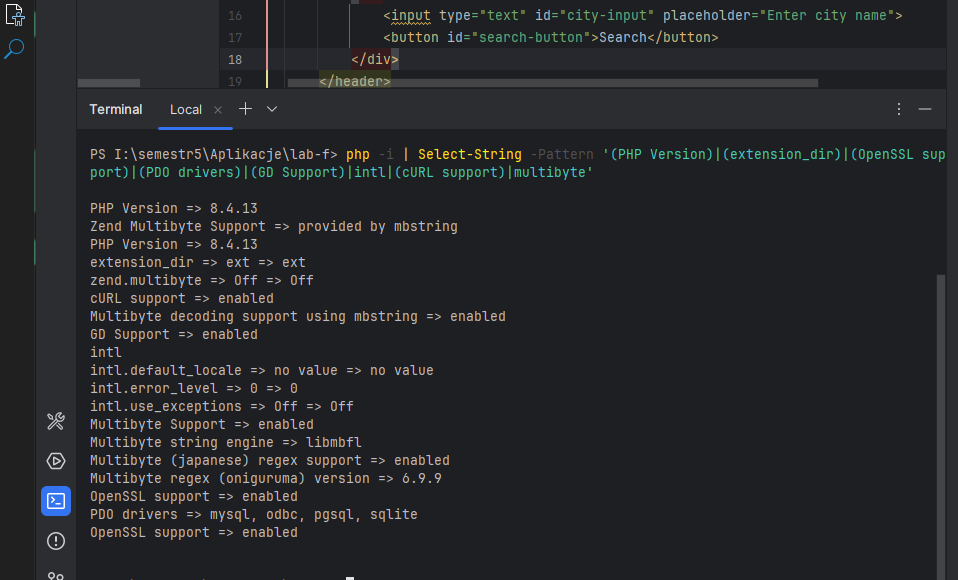 16 <input type="text" id="city-input" placeholder="Enter city name">
17 <button id="search-button">Search</button>
18 </div>
19 </header>
Terminal Local × + 
PS I:\semestr5\Aplikacje\lab-f> php -i | Select-String -Pattern '(PHP Version)|(extension_dir)|(OpenSSL sup
port)|(PDO drivers)|(GD Support)|intl|(cURL support)|multibyte'
PHP Version => 8.4.13
Zend Multibyte Support => provided by mbstring
PHP Version => 8.4.13
extension_dir => ext => ext
zend.multibyte => Off => Off
cURL support => enabled
Multibyte decoding support using mbstring => enabled
GD Support => enabled
intl
intl.default_locale => no value => no value
intl.error_level => 0 => 0
intl.use_exceptions => Off => Off
Multibyte Support => enabled
Multibyte string engine => libmbfl
Multibyte (japanese) regex support => enabled
Multibyte regex (oniguruma) version => 6.9.9
OpenSSL support => enabled
PDO drivers => mysql, odbc, pgsql, sqlite
OpenSSL support => enabled